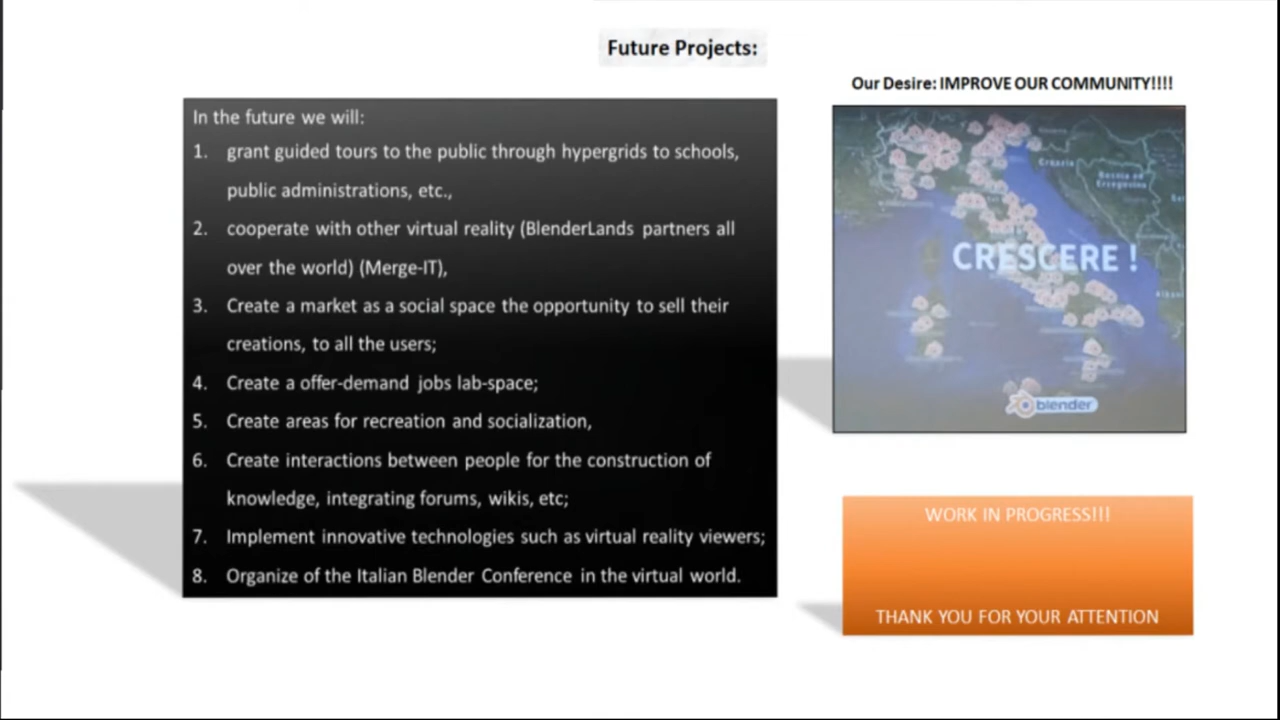 Future Projects:
Our Desire: IMPROVE OUR COMMUNITY!!!!
In the future we will:
1. grant guided tours to the public through hypergrids to schools,
public administrations, etc.,
2. cooperate with other virtual reality (BlenderLands partners all
over the world) (Merge-IT),
3. Create a market as a social space the opportunity to sell their
creations, to all the users;
4. Create a offer-demand jobs lab-space;
5. Create areas for recreation and socialization,
6. Create interactions between people for the construction of
knowledge, integrating forums, wikis, etc;
7. Implement innovative technologies such as virtual reality viewers;
8. Organize of the Italian Blender Conference in the virtual world.
Croazia
Bosnia ed
Erzegovina
CRESCERE !
blender
WORK IN PROGRESS!!!
THANK YOU FOR YOUR ATTENTION